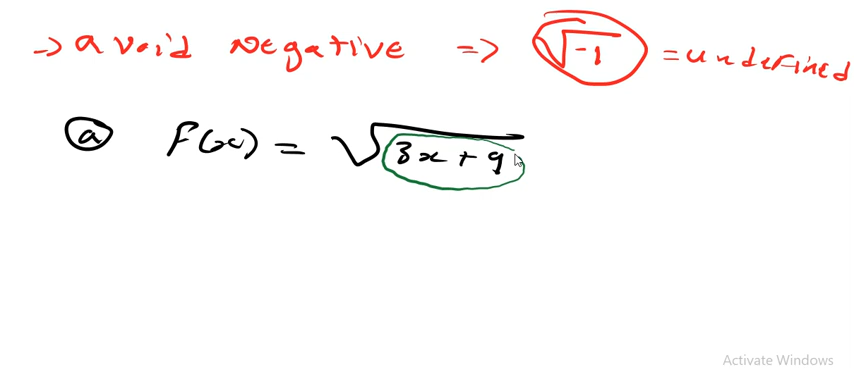 → avoid negative ⇒ √-1 = undefined
(a) F(x) = √3x + 9
Activate Windows